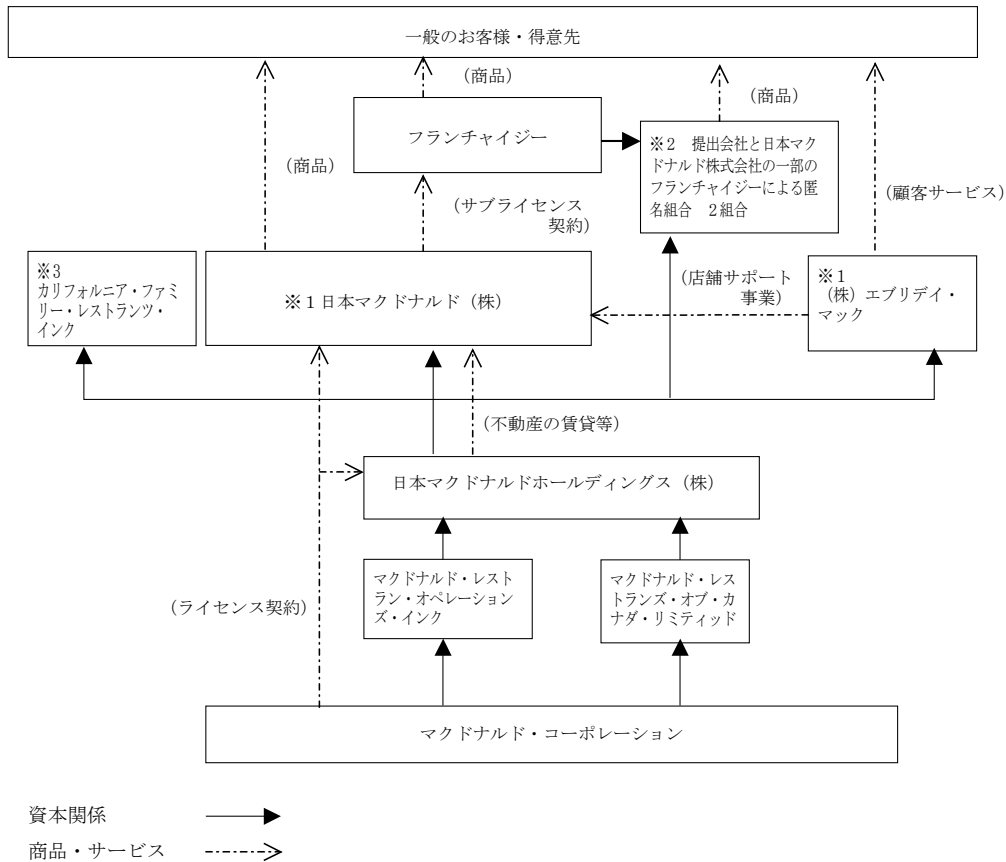 一般のお客様・得意先
（商品）
（商品）
フランチャイジー
※２　提出会社と日本マク
ドナルド株式会社の一部の
フランチャイジーによる匿
名組合　２組合
（商品）
（サブライセンス
契約）
（顧客サービス）
※３
カリフォルニア・ファミ
リー・レストランツ・
インク
※１日本マクドナルド（株）
（店舗サポート
事業）
※１
（株）エブリデイ・
マック
（不動産の賃貸等）
日本マクドナルドホールディングス（株）
マクドナルド・レスト
ラン・オペレーション
ズ・インク
マクドナルド・レス
トランズ・オブ・カ
ナダ・リミティッド
（ライセンス契約）
マクドナルド・コーポレーション
資本関係
商品・サービス